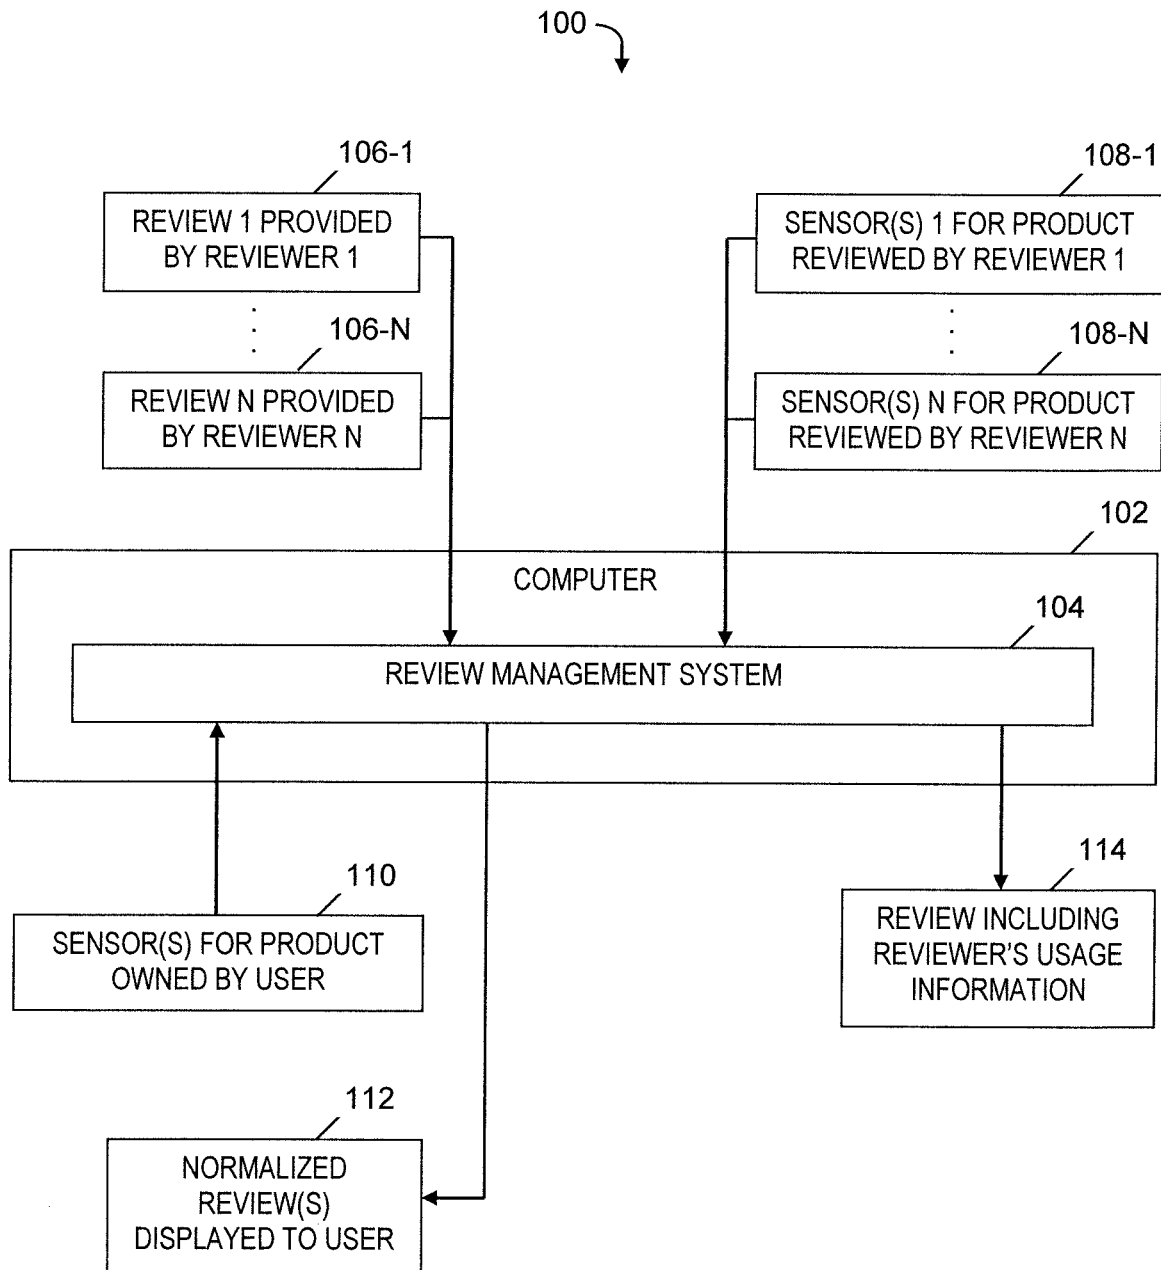 100
106-1
108-1
REVIEW 1 PROVIDED
BY REVIEWER 1
SENSOR(S) 1 FOR PRODUCT
REVIEWED BY REVIEWER 1
106-N
108-N
REVIEW N PROVIDED
BY REVIEWER N
SENSOR(S) N FOR PRODUCT
REVIEWED BY REVIEWER N
102
COMPUTER
104
REVIEW MANAGEMENT SYSTEM
110
SENSOR(S) FOR PRODUCT
OWNED BY USER
114
REVIEW INCLUDING
REVIEWER'S USAGE
INFORMATION
112
NORMALIZED
REVIEW(S)
DISPLAYED TO USER